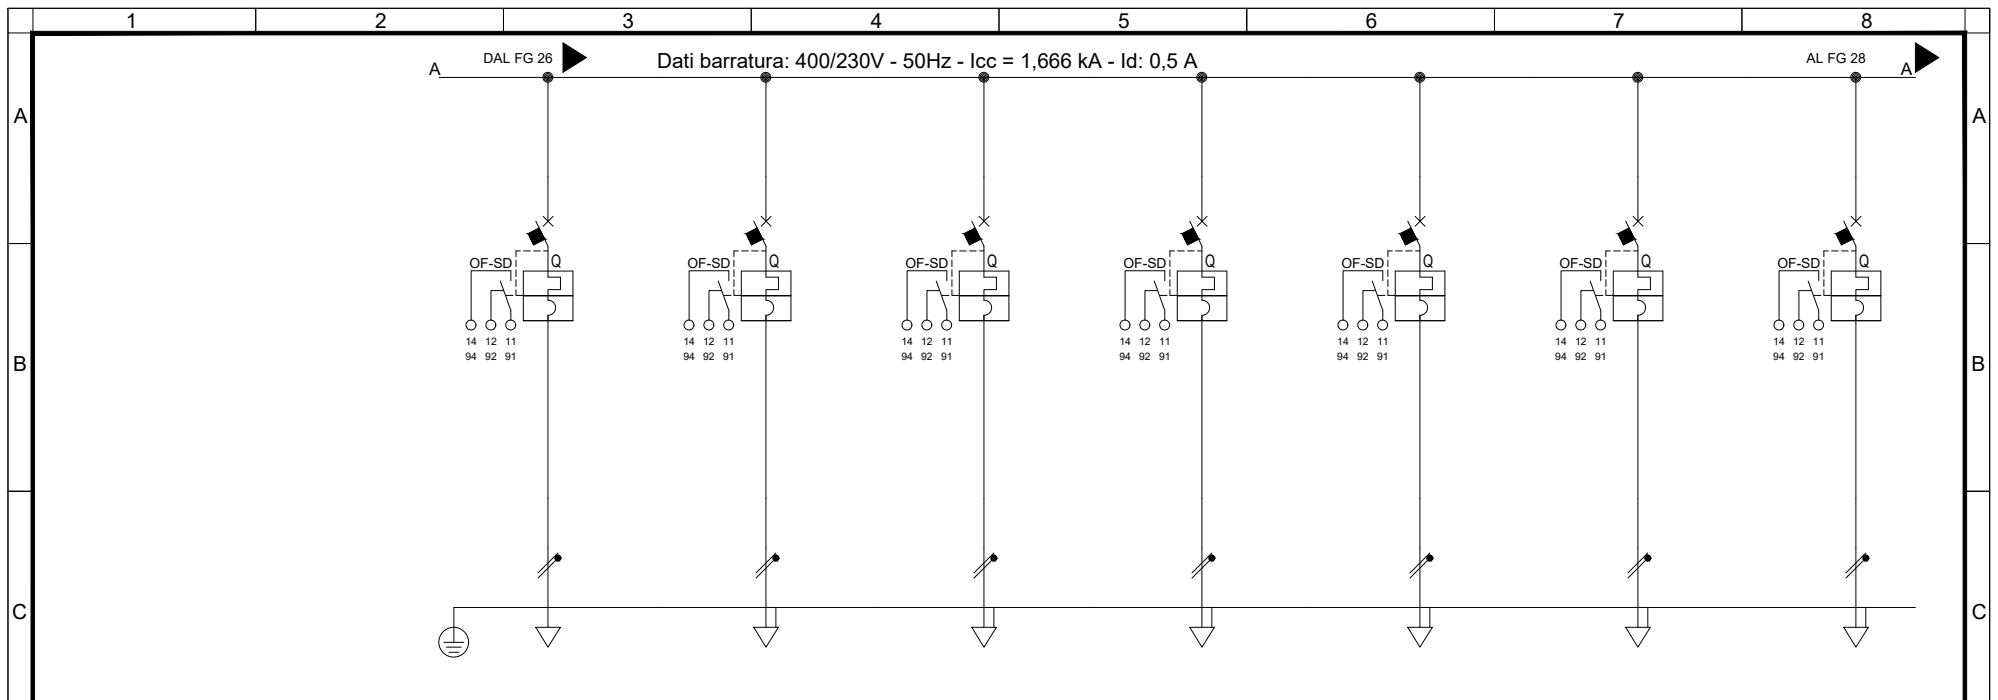 1 2 3 4 5 6 7 8
DAL FG 26 Dati barratura: 400/230V - 50Hz - Icc = 1,666 kA - Id: 0,5 A AL FG 28
A A
A A
OF-SD Q OF-SD Q OF-SD Q OF-SD Q OF-SD Q OF-SD Q OF-SD Q
14 12 11 14 12 11 14 12 11 14 12 11 14 12 11 14 12 11 14 12 11
94 92 91 94 92 91 94 92 91 94 92 91 94 92 91 94 92 91 94 92 91
B B
C C